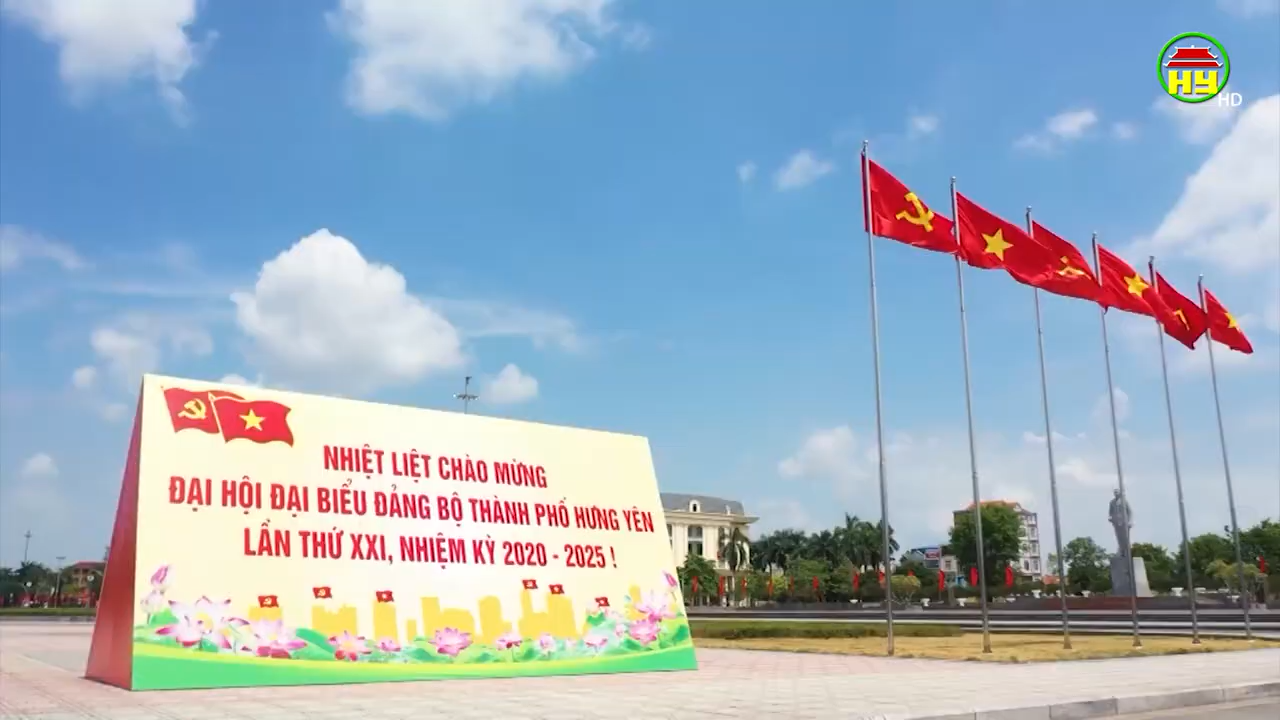 HY
HD
NHIỆT LIỆT CHÀO MỪNG
ĐẠI HỘI ĐẠI BIỂU ĐẢNG BỘ THÀNH PHỐ HƯNG YÊN
LẦN THỨ XXI, NHIỆM KỲ 2020 - 2025 !